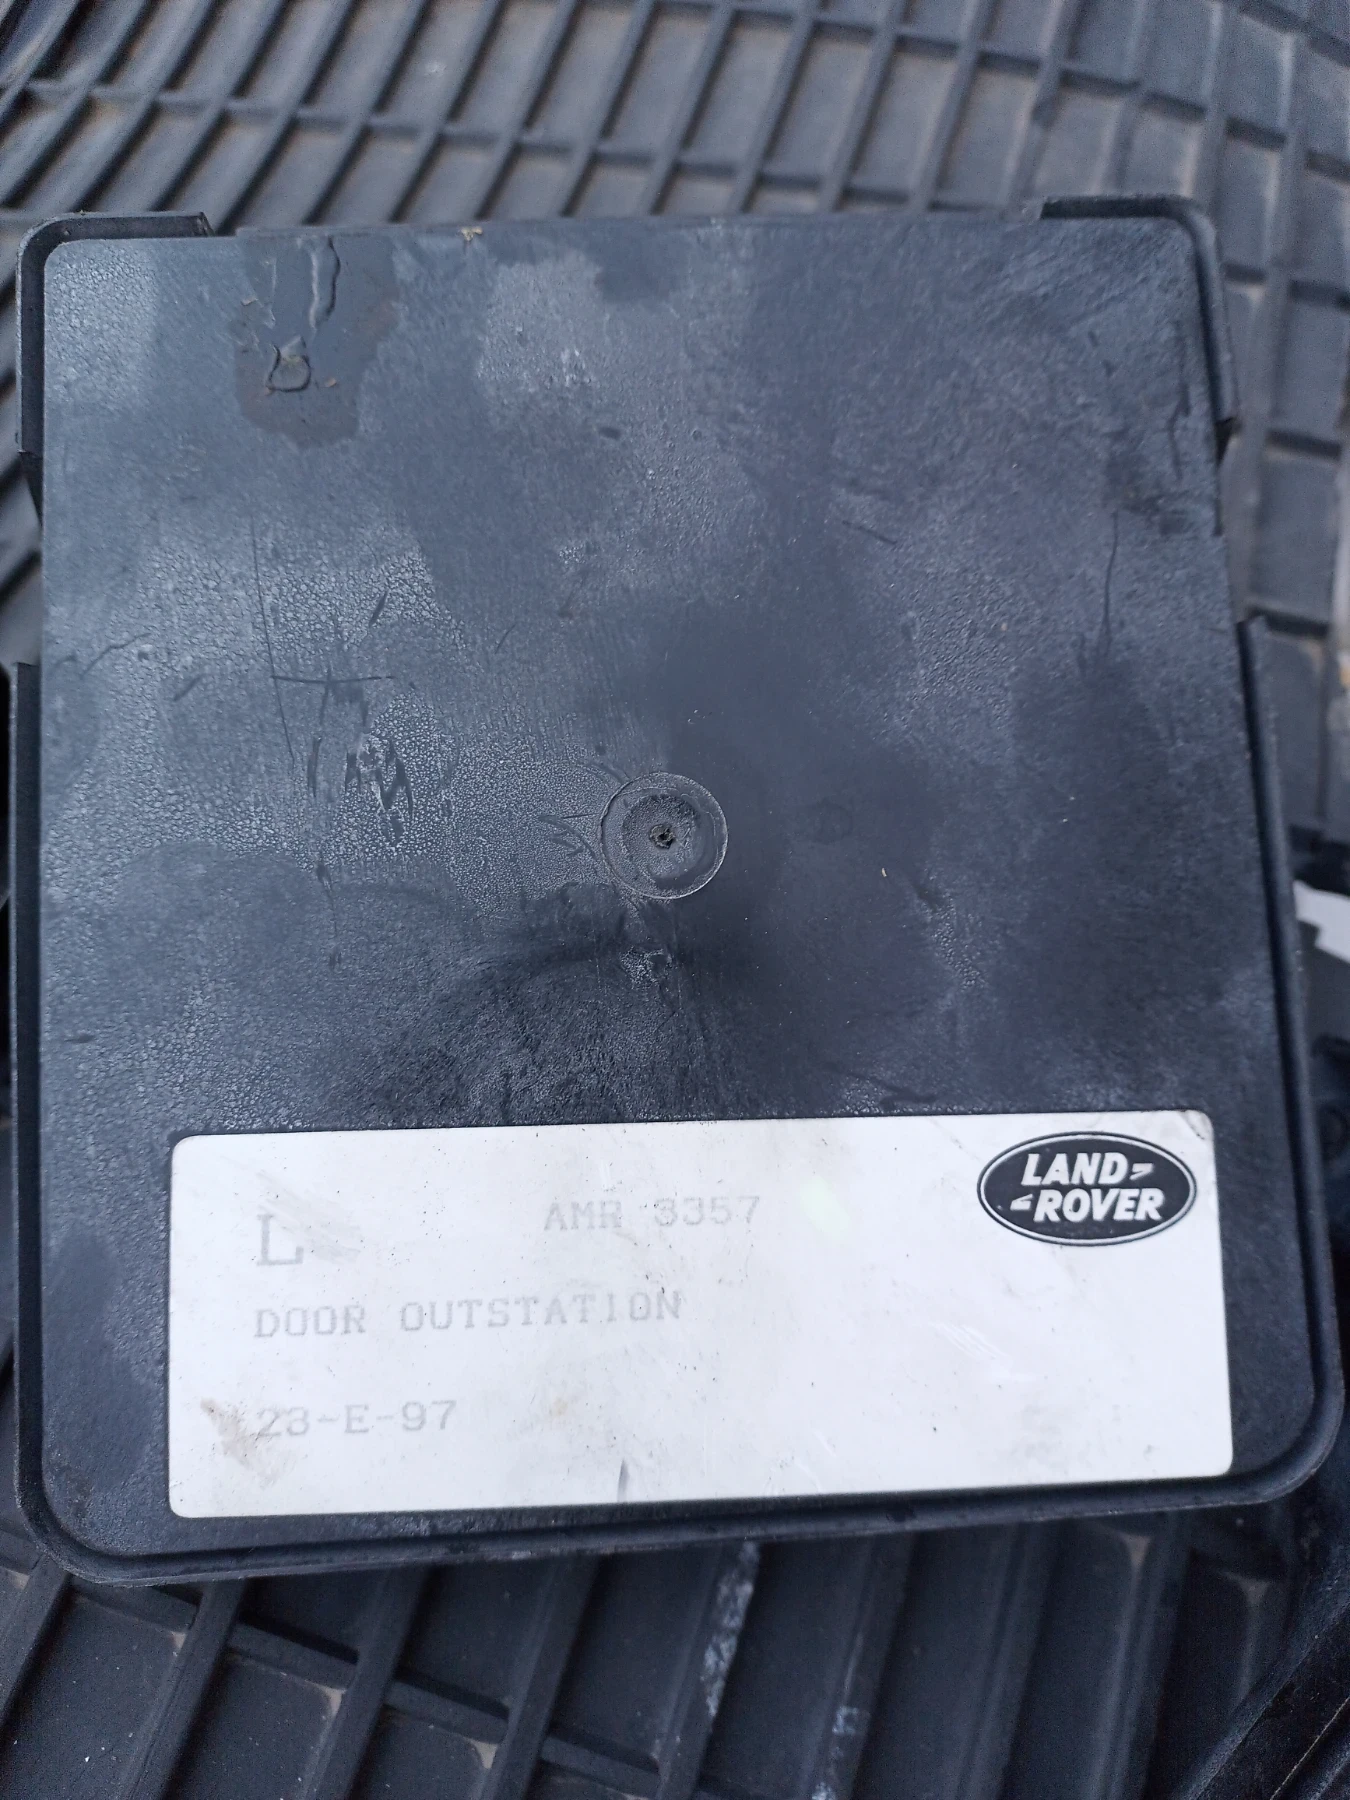 AMR 3357
LAND
ROVER
L
DOOR OUTSTATION
23-E-97